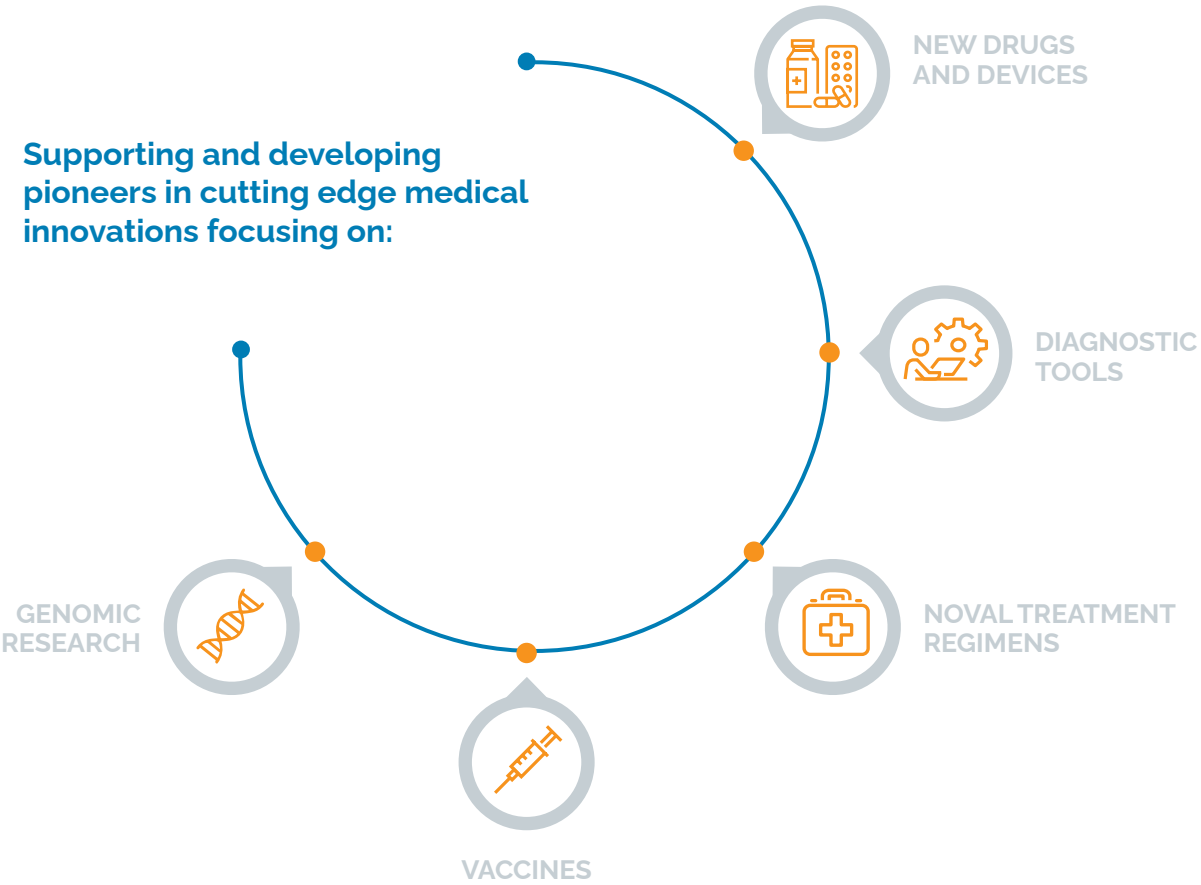 Supporting and developing
pioneers in cutting edge medical
innovations focusing on:
NEW DRUGS
AND DEVICES
DIAGNOSTIC
TOOLS
NOVAL TREATMENT
REGIMENS
VACCINES
GENOMIC
RESEARCH